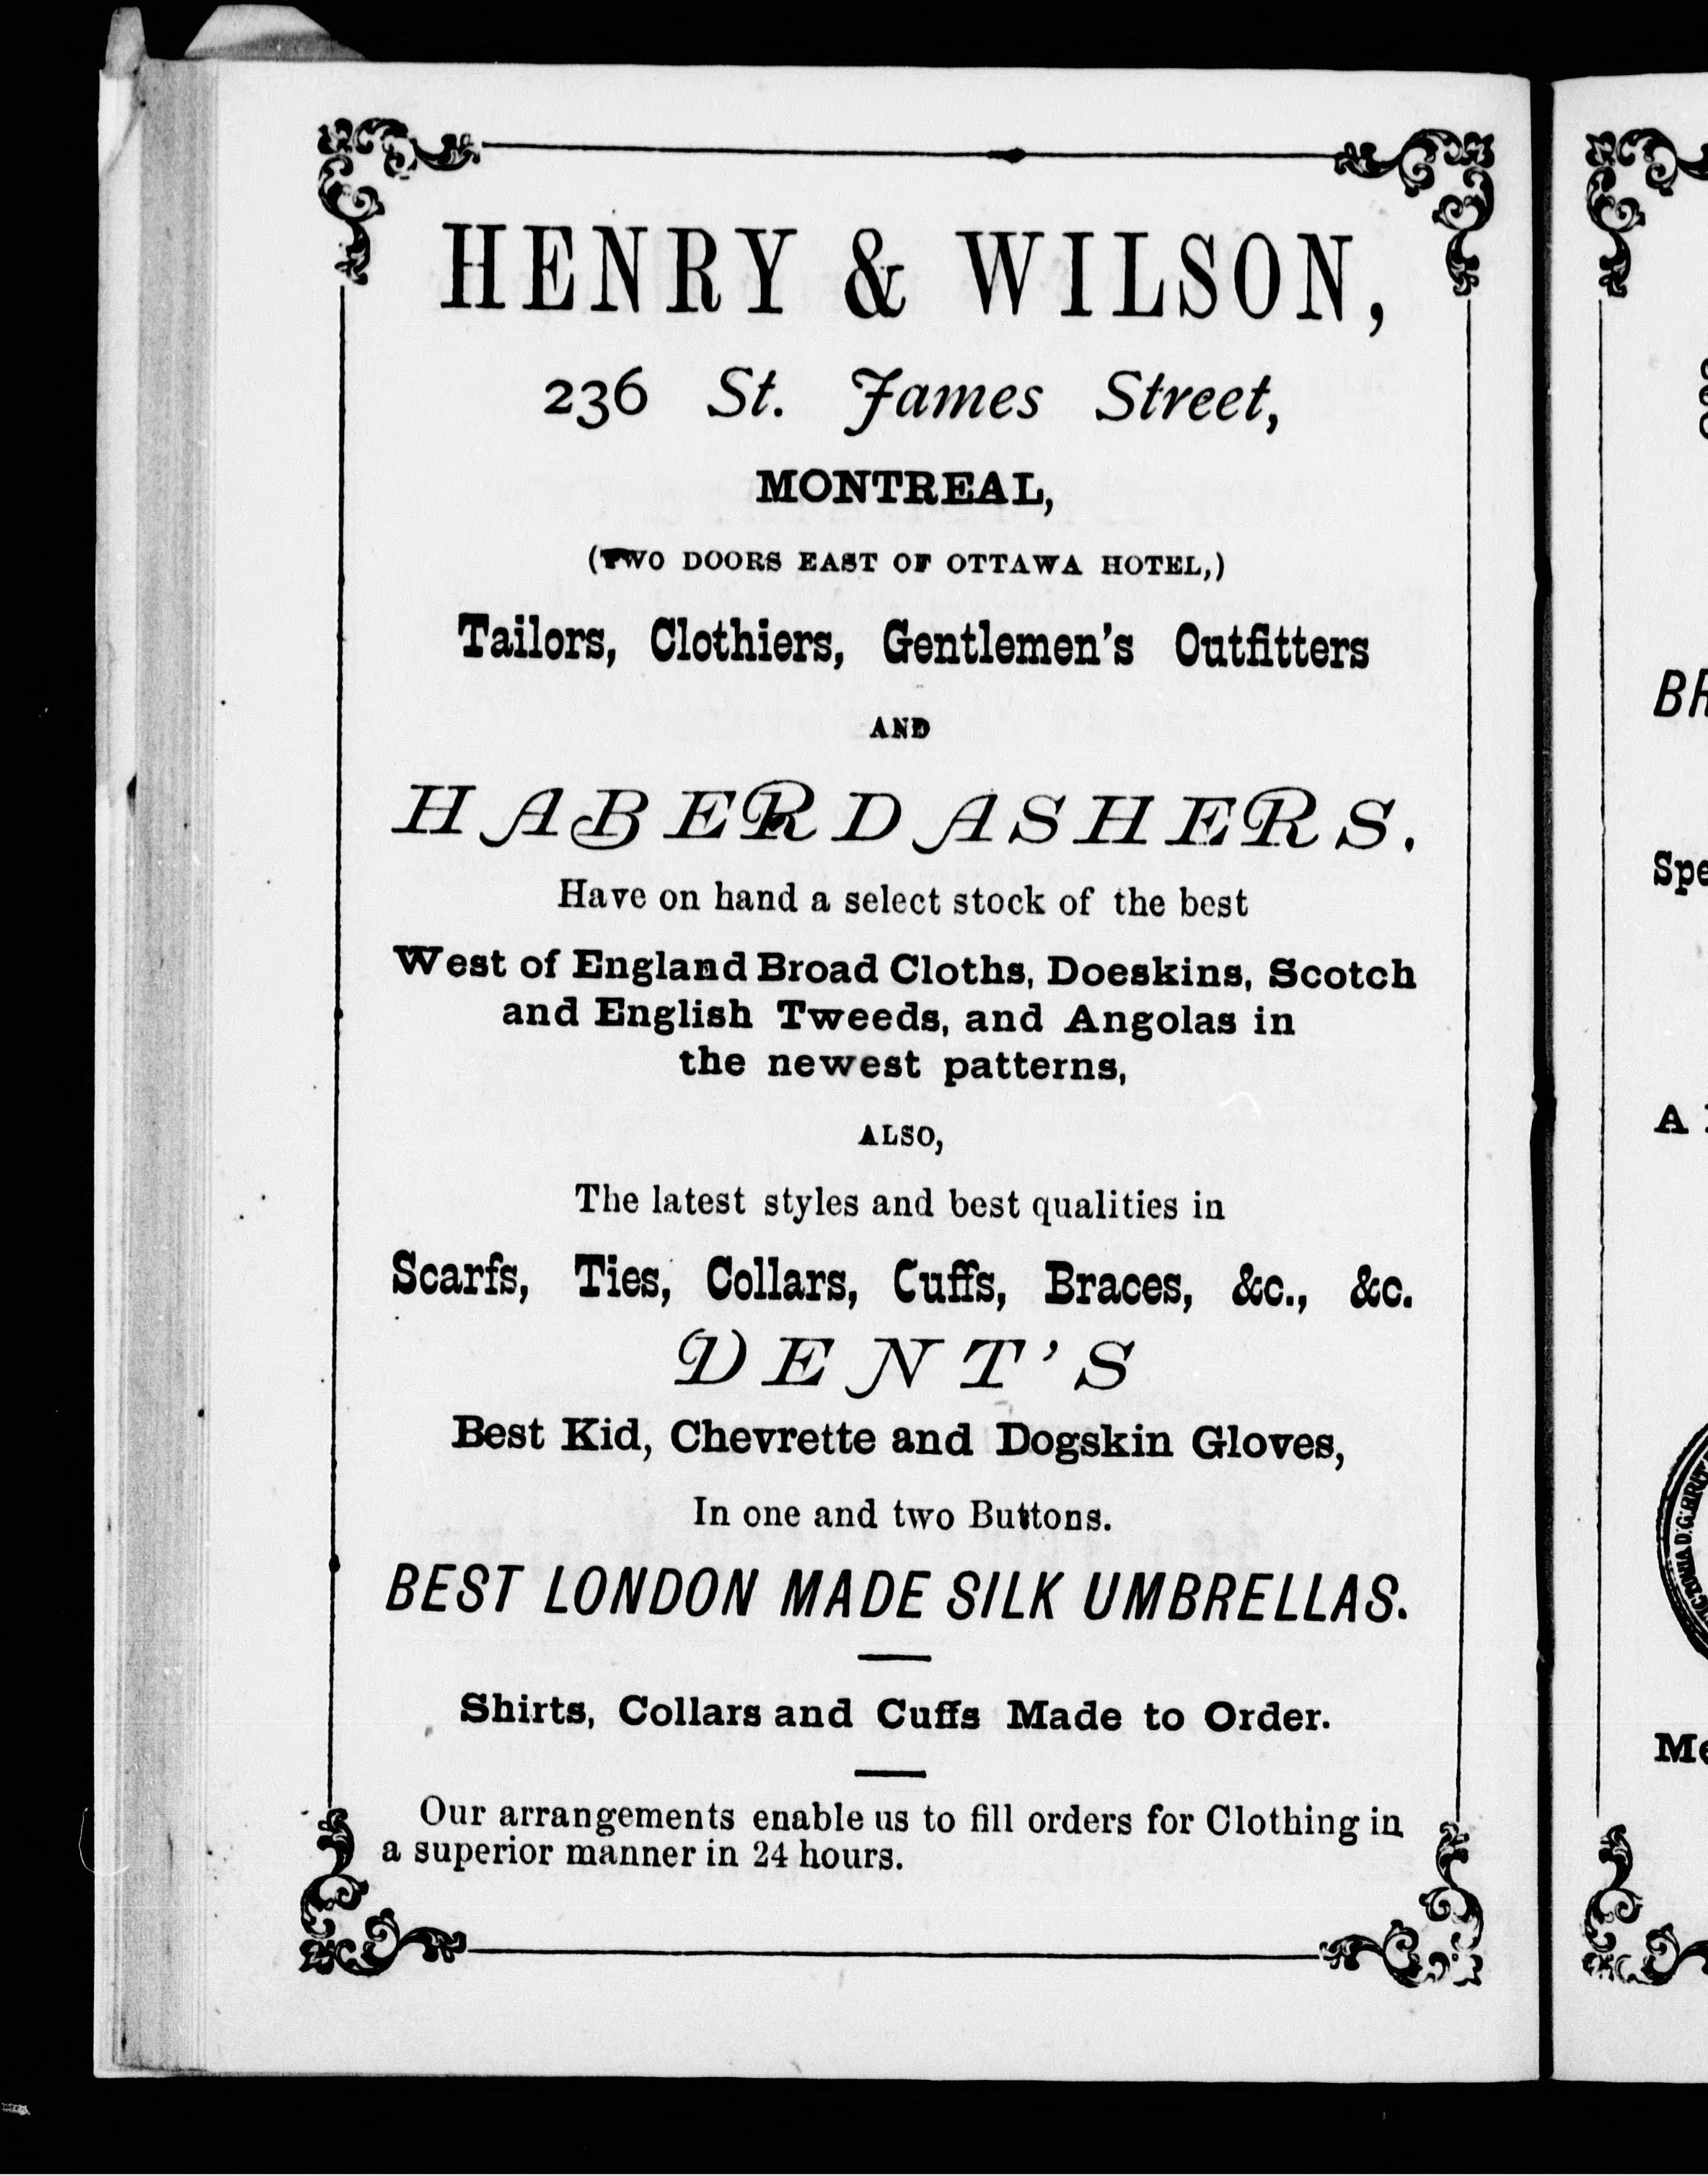 HENRY & WILSON,
236 St. James Street,
MONTREAL,
(TWO DOORS EAST OF OTTAWA HOTEL,)
Tailors, Clothiers, Gentlemen's Outfitters
AND
HABERDASHERS.
Have on hand a select stock of the best
West of England Broad Cloths, Doeskins, Scotch
and English Tweeds, and Angolas in
the newest patterns,
ALSO,
The latest styles and best qualities in
Scarfs, Ties, Collars, Cuffs, Braces, &c., &c.
DENT'S
Best Kid, Chevrette and Dogskin Gloves,
In one and two Buttons.
BEST LONDON MADE SILK UMBRELLAS.
Shirts, Collars and Cuffs Made to Order.
Our arrangements enable us to fill orders for Clothing in
a superior manner in 24 hours.
BR
Spe
A
Me